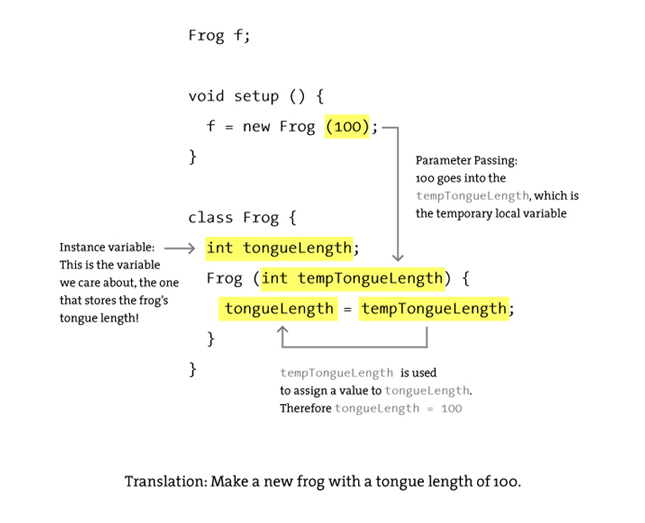 Frog f;
void setup () {
f = new Frog (100);
}
Parameter Passing:
100 goes into the
tempTongueLength, which is
the temporary local variable
class Frog {
Instance variable:
This is the variable
we care about, the one
that stores the frog's
tongue length!
int tongueLength;
Frog (int tempTongueLength) {
tongueLength = tempTongueLength;
}
}
tempTongueLength is used
to assign a value to tongueLength.
Therefore tongueLength = 100
Translation: Make a new frog with a tongue length of 100.